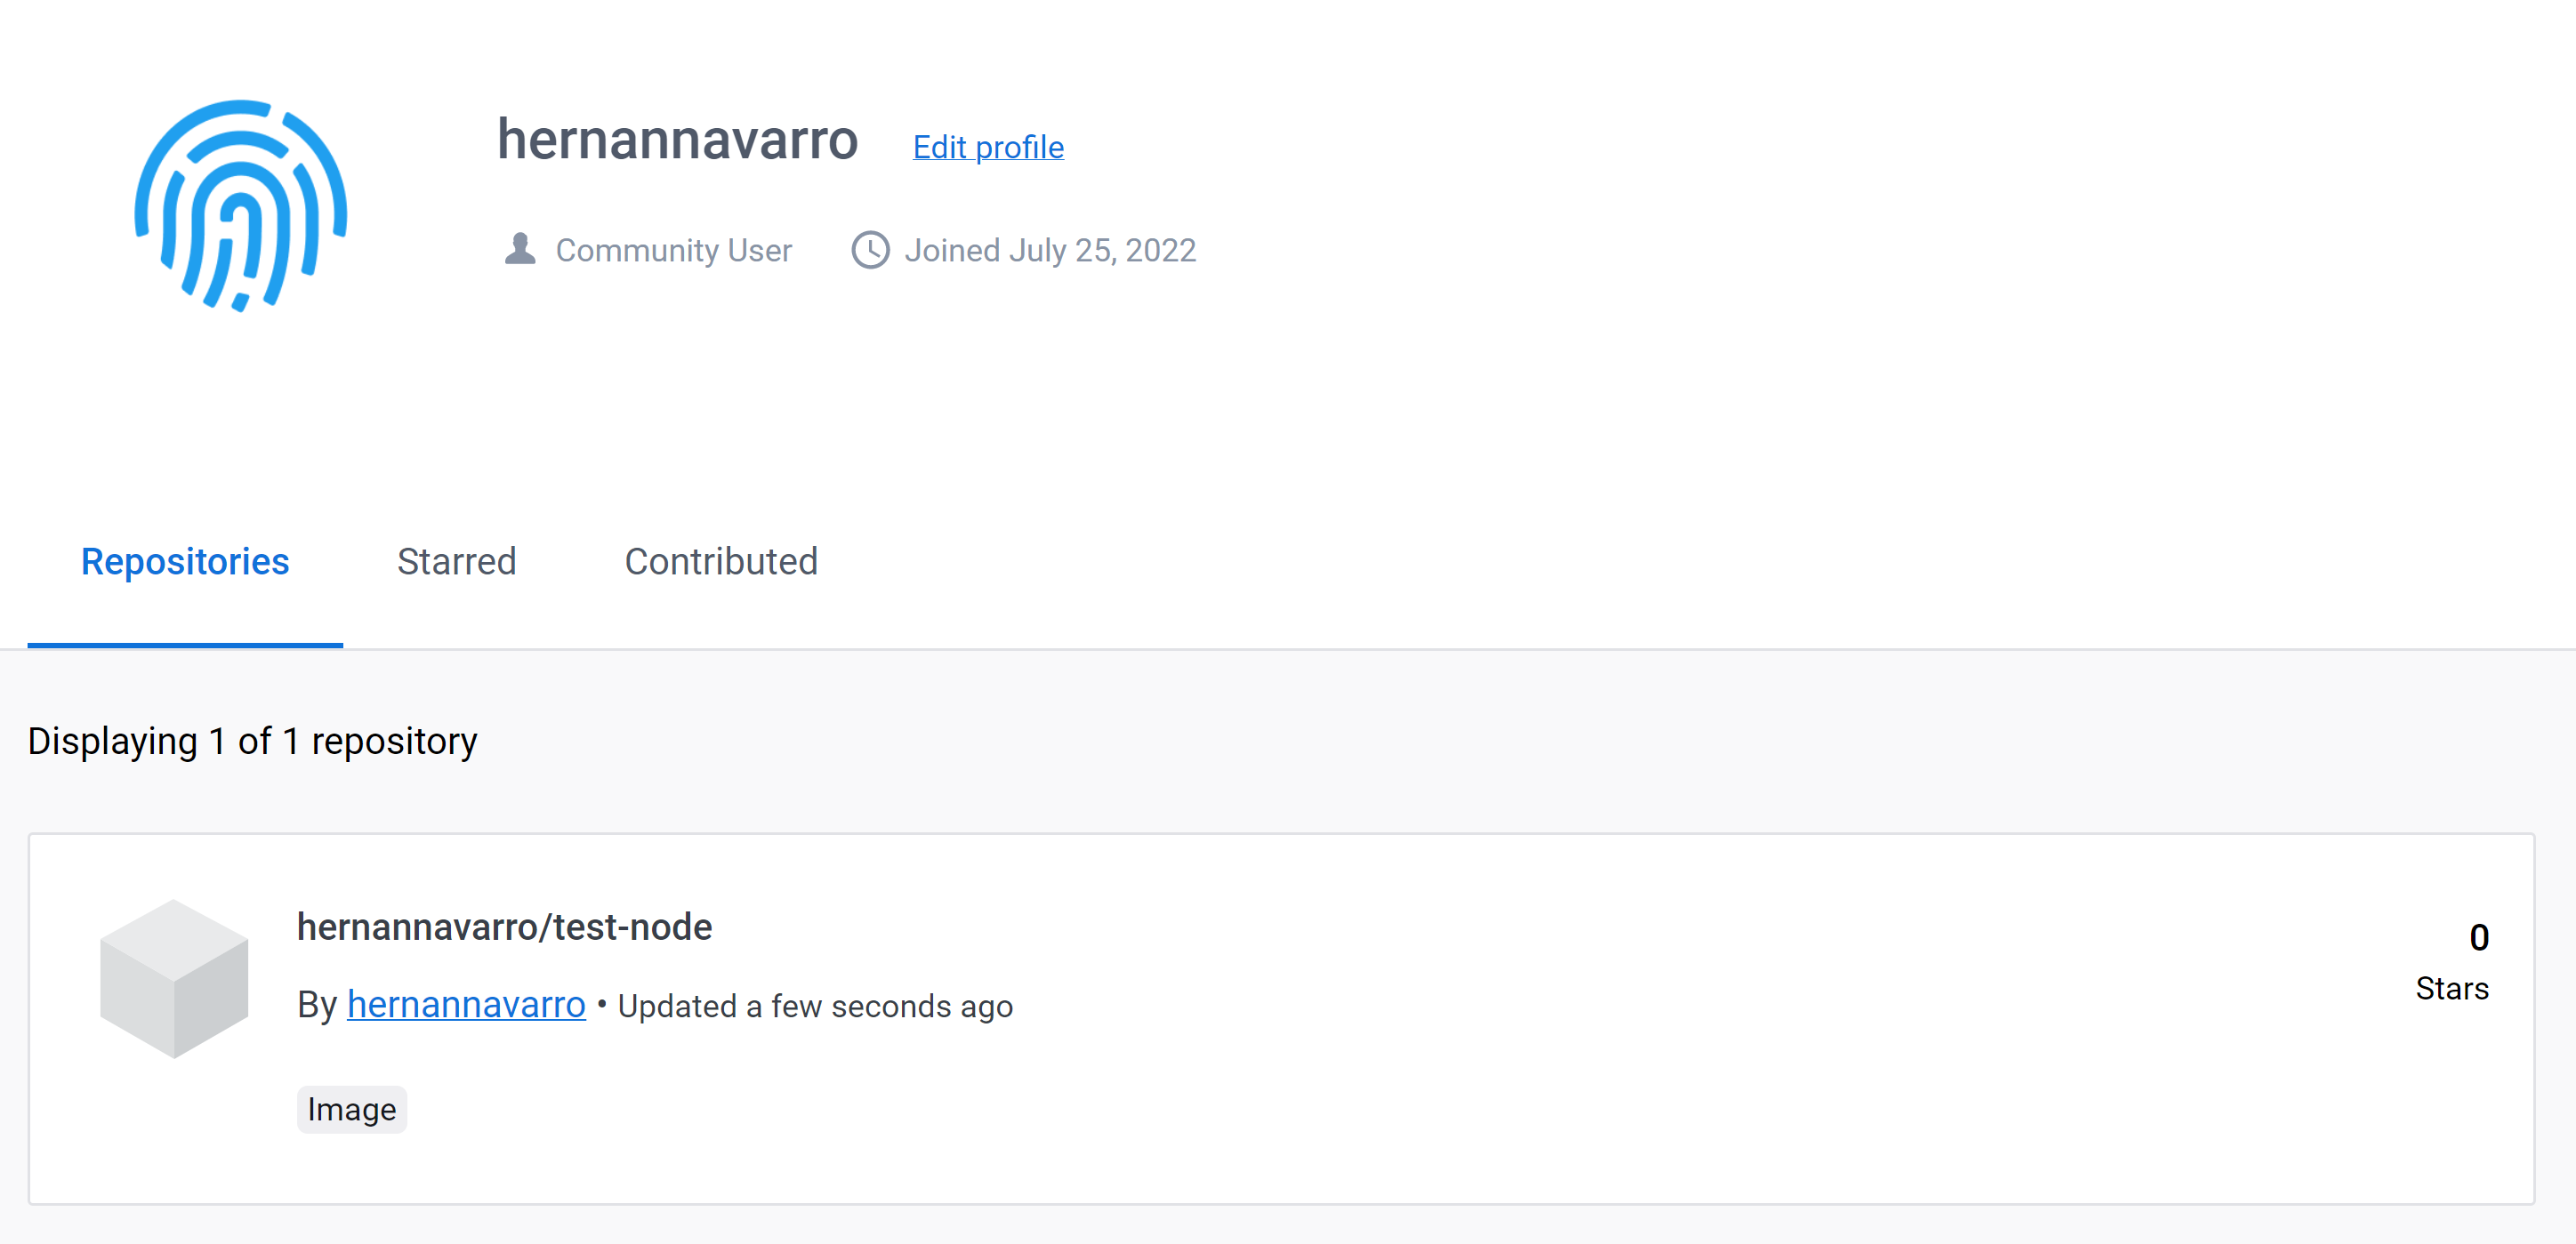 hernannavarro Edit profile
Community User Joined July 25, 2022
Repositories Starred Contributed
Displaying 1 of 1 repository
hernannavarro/test-node
By hernannavarro • Updated a few seconds ago
Image
0
Stars